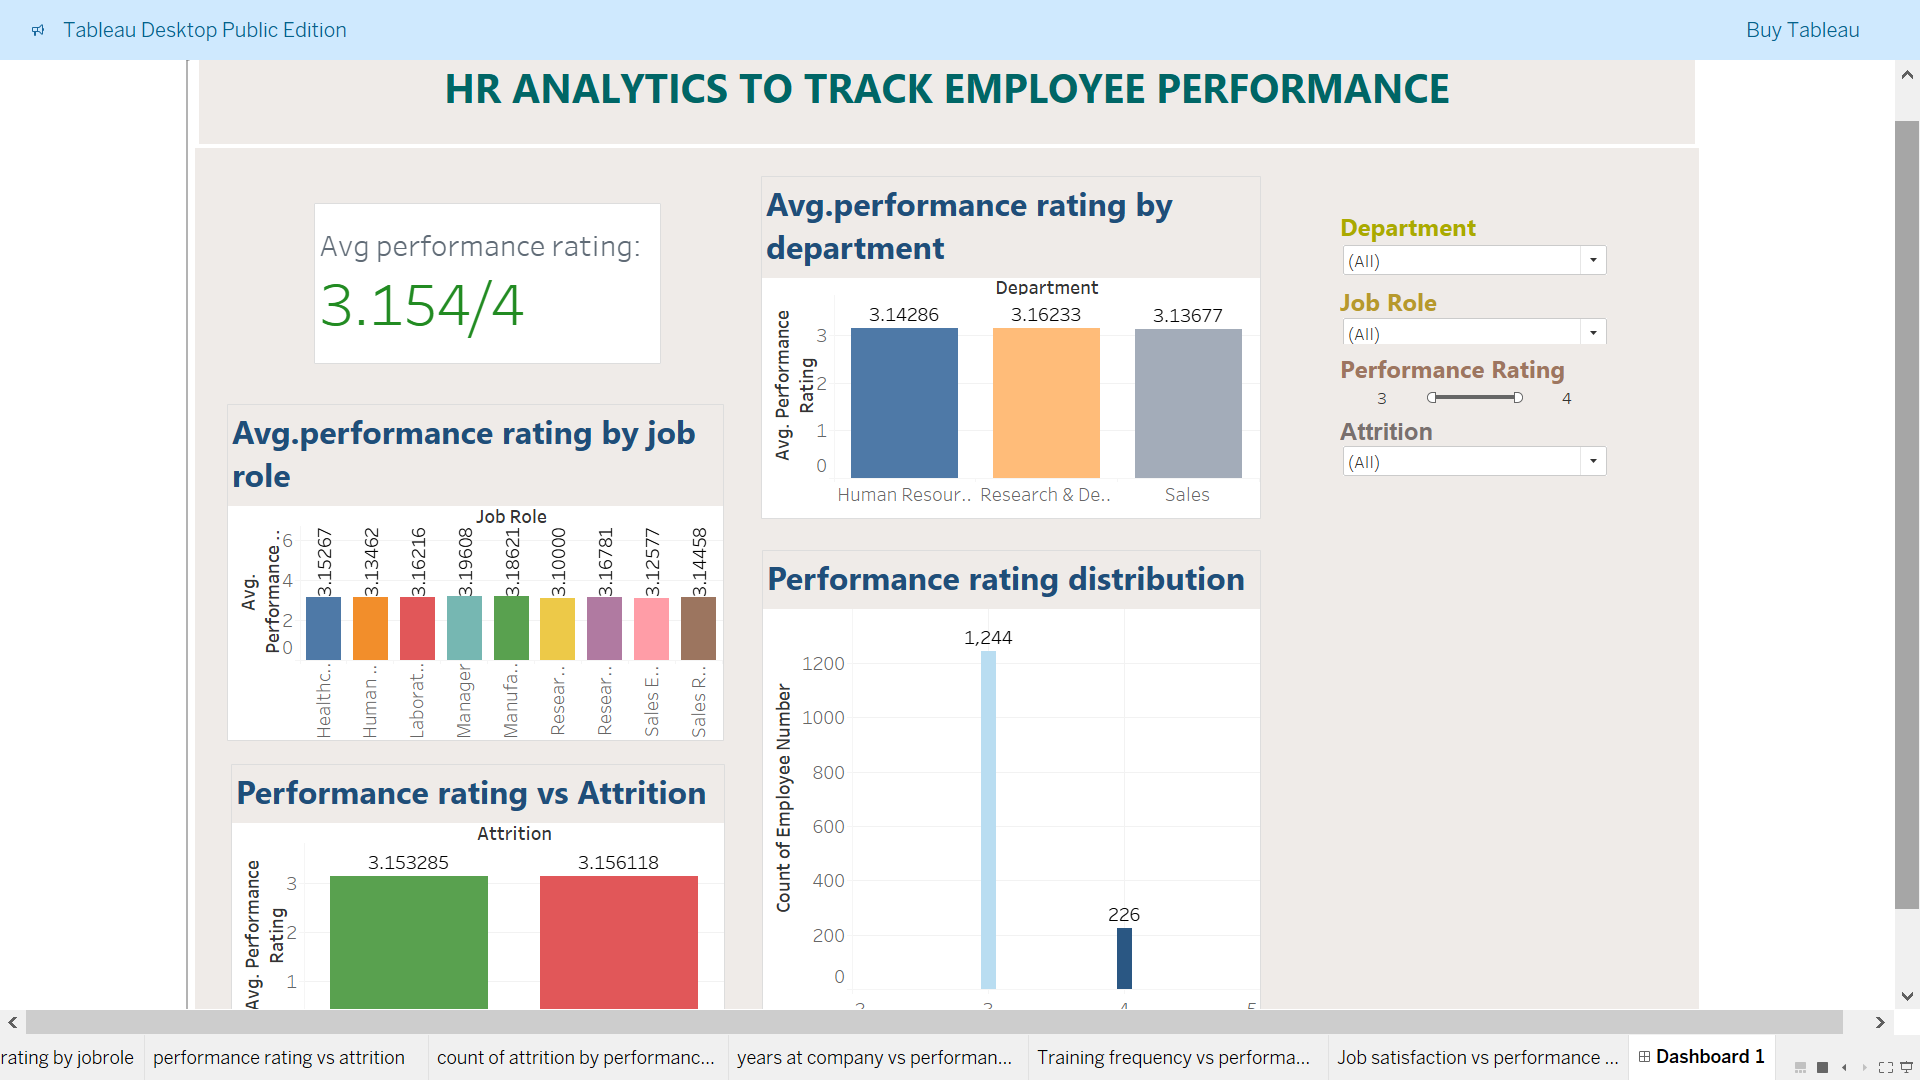 Tableau Desktop Public Edition
Buy Tableau
HR ANALYTICS TO TRACK EMPLOYEE PERFORMANCE
Avg performance rating:
3.154/4
Avg.performance rating by job
role
Job Role
Avg.
Performance ..
6
4
2
0
3.15267
3.13462
3.16216
3.19608
3.18621
3.10000
3.16781
3.12577
3.14458
Healthc..
Human ..
Laborat..
Manager
Manufa..
Resear..
Resear..
Sales E..
Sales R..
Performance rating vs Attrition
Attrition
Avg. Performance
Rating
3
2
1
3.153285
3.156118
Avg.performance rating by
department
Department
Avg. Performance
Rating
3
2
1
0
3.14286
3.16233
3.13677
Human Resour..
Research & De..
Sales
Performance rating distribution
Count of Employee Number
1200
1000
800
600
400
200
0
1,244
226
2
3
4
5
Department
(All)
Job Role
(All)
Performance Rating
3
4
Attrition
(All)
rating by jobrole
performance rating vs attrition
count of attrition by performanc...
years at company vs performan...
Training frequency vs performa...
Job satisfaction vs performance ...
Dashboard 1